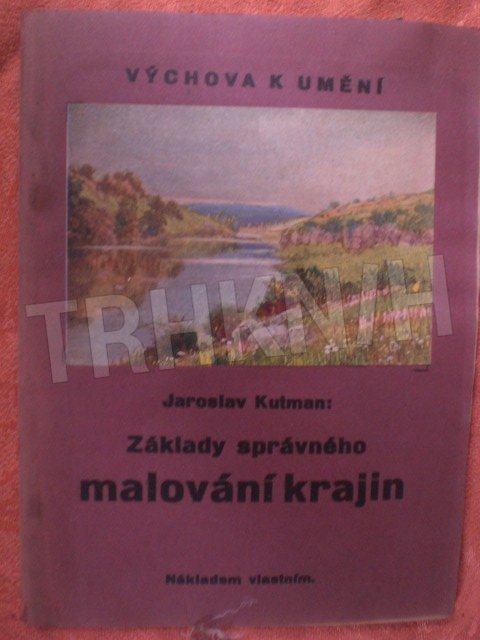 VÝCHOVA K UMĚNÍ
TRHKNIH
Jaroslav Kutman:
Základy správného
malování krajin
Nákladem vlastním.